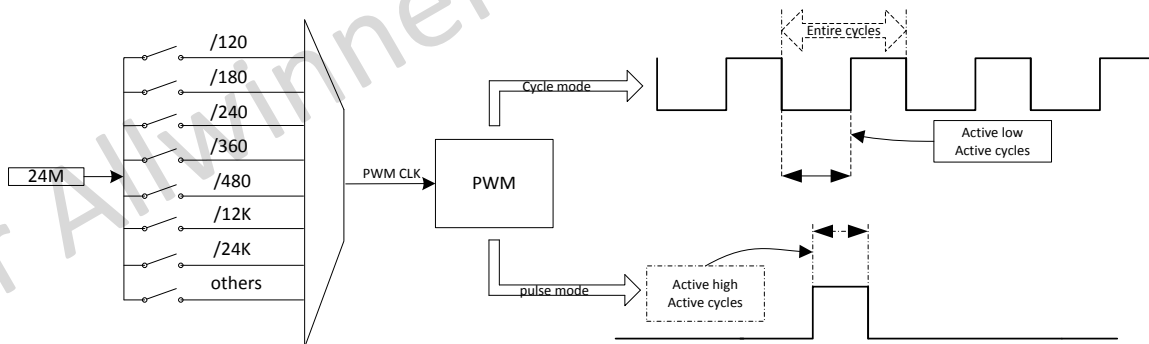 /120
/180
/240
/360
/480
/12K
/24K
others
24M
PWM CLK
PWM
Cycle mode
pulse mode
Entire cycles
Active low
Active cycles
Active high
Active cycles
r Allwinner